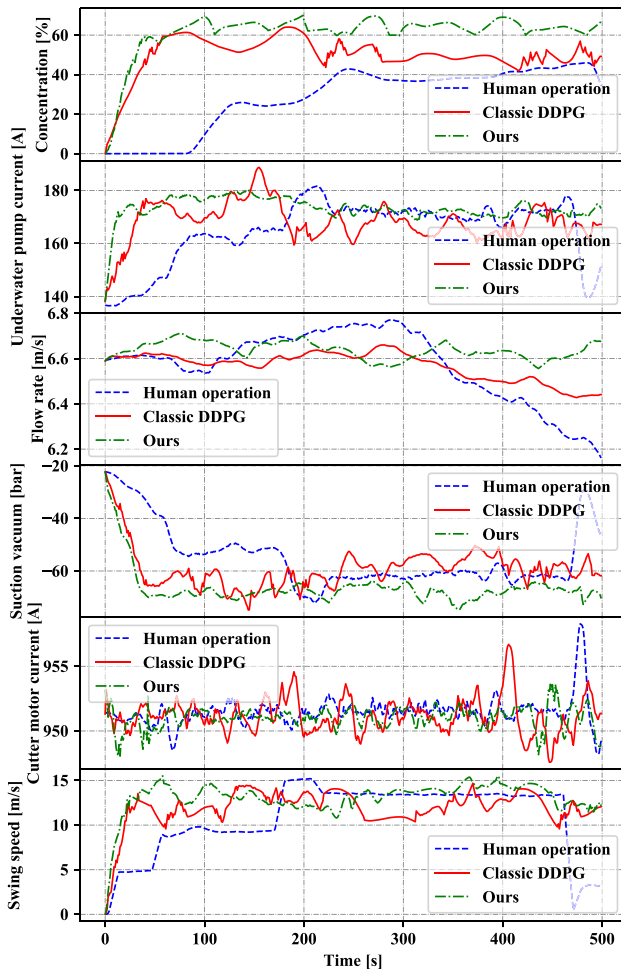 Concentration [%]
60
40
20
0
Human operation
Classic DDPG
Ours
Underwater pump current [A]
180
160
140
Human operation
Classic DDPG
Ours
Flow rate [m/s]
6.8
6.6
6.4
6.2
Human operation
Classic DDPG
Ours
Suction vacuum [bar]
−20
−40
−60
Human operation
Classic DDPG
Ours
Cutter motor current [A]
955
950
Human operation
Classic DDPG
Ours
Swing speed [m/s]
15
10
5
0
Human operation
Classic DDPG
Ours
0 100 200 300 400 500
Time [s]